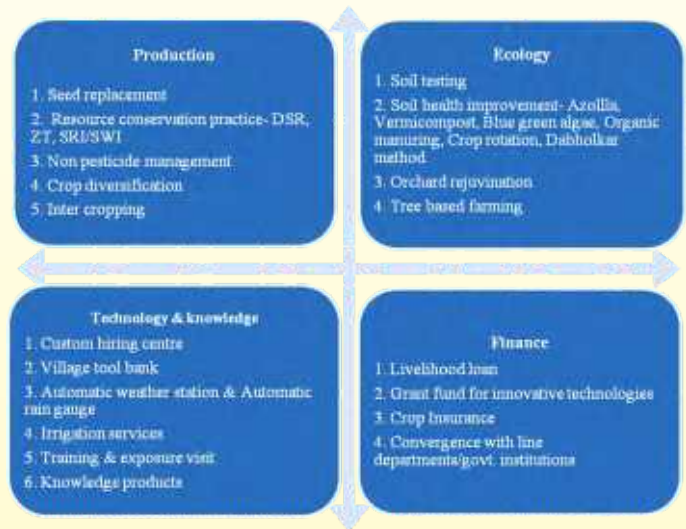 Production
1. Seed replacement
2. Resource conservation practice- DSR,
ZT, SRI/SWI
3. Non pesticide management
4. Crop diversification
5. Inter cropping
Ecology
1. Soil testing
2. Soil health improvement- Azollia,
Vermicompost, Blue green algae, Organic
manuring, Crop rotation, Dabholkar
method
3. Orchard rejuvination
4. Tree based farming
Technology & knowledge
1. Custom hiring centre
2. Village tool bank
3. Automatic weather station & Automatic
rain gauge
4. Irrigation services
5. Training & exposure visit
6. Knowledge products
Finance
1. Livelihood loan
2. Grant fund for innovative technologies
3. Crop Insurance
4. Convergence with line
departments/govt. institutions